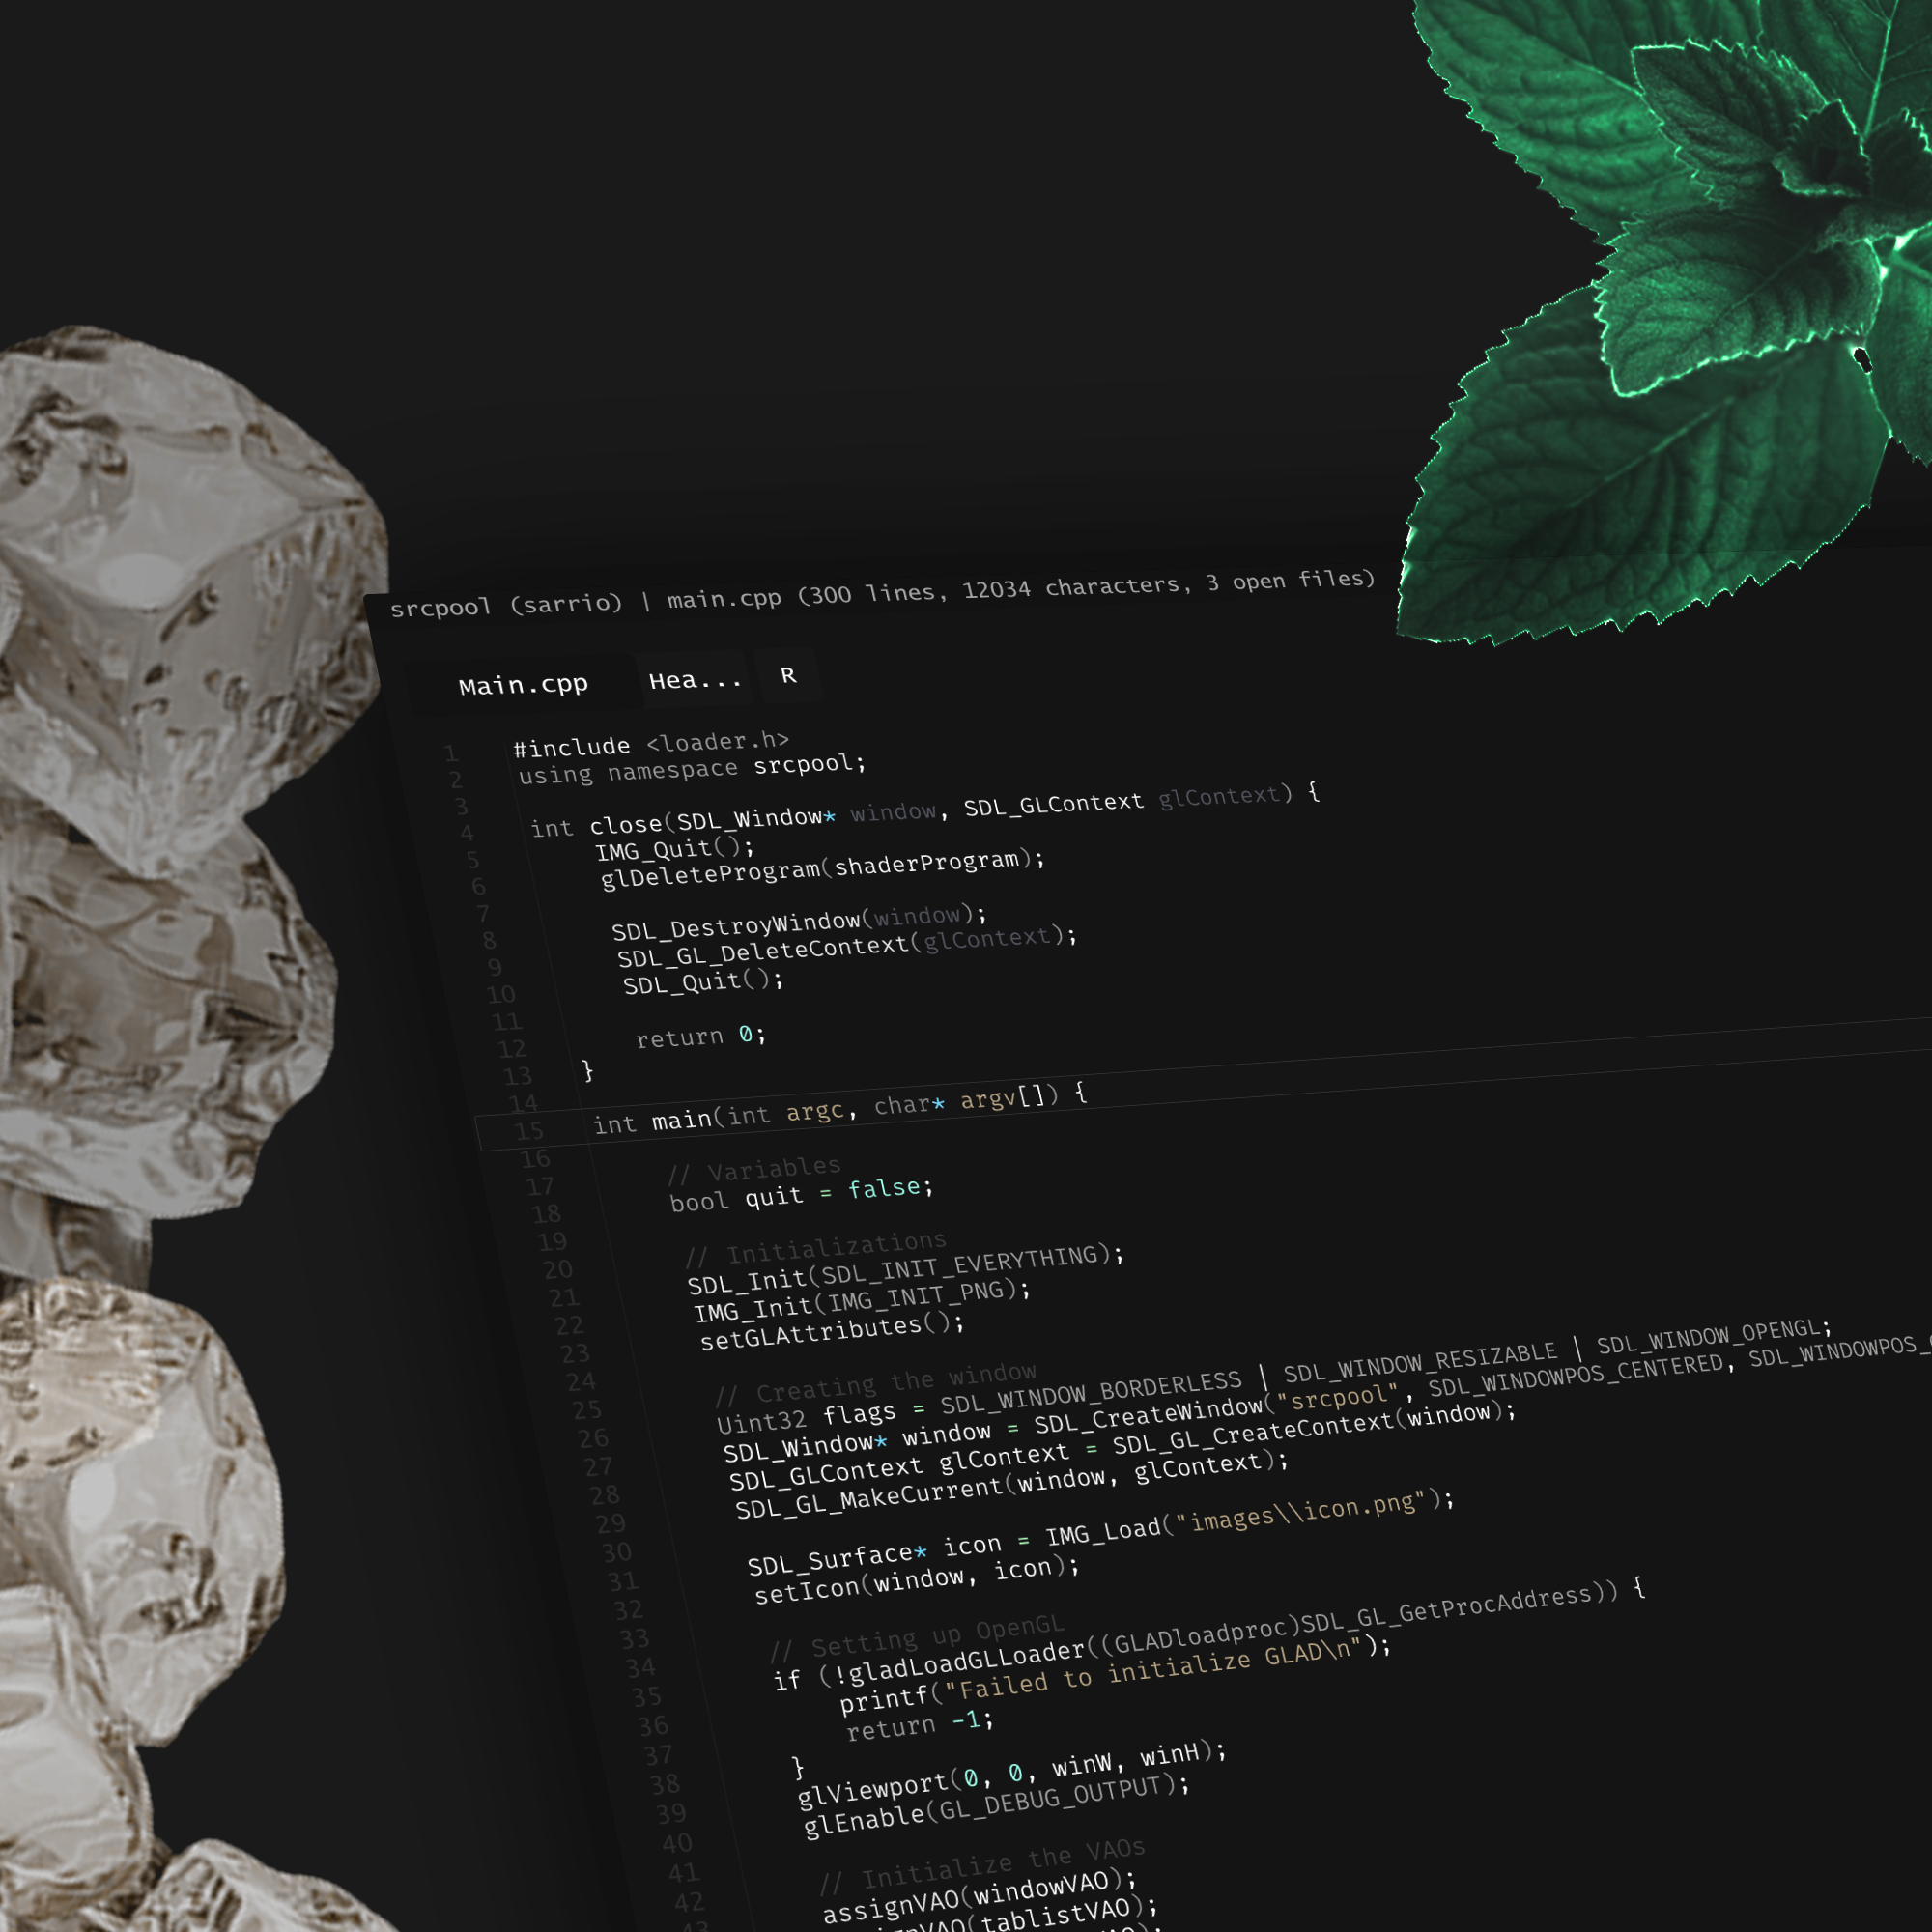 srcpool (sarrio) | main.cpp (300 lines, 12034 characters, 3 open files)
Main.cpp Hea... R
1 #include <loader.h>
2 using namespace srcpool;
3
4 int close(SDL_Window* window, SDL_GLContext glContext) {
5 IMG_Quit();
6 glDeleteProgram(shaderProgram);
7
8 SDL_DestroyWindow(window);
9 SDL_GL_DeleteContext(glContext);
10 SDL_Quit();
11
12 return 0;
13 }
14
15 int main(int argc, char* argv[]) {
16
17 // Variables
18 bool quit = false;
19
20 // Initializations
21 SDL_Init(SDL_INIT_EVERYTHING);
22 IMG_Init(IMG_INIT_PNG);
23 setGLAttributes();
24
25 // Creating the window
26 Uint32 flags = SDL_WINDOW_BORDERLESS | SDL_WINDOW_RESIZABLE | SDL_WINDOW_OPENGL;
27 SDL_Window* window = SDL_CreateWindow("srcpool", SDL_WINDOWPOS_CENTERED, SDL_WINDOWPOS_
28 SDL_GLContext glContext = SDL_GL_CreateContext(window);
29 SDL_GL_MakeCurrent(window, glContext);
30
31 SDL_Surface* icon = IMG_Load("images\\icon.png");
32 setIcon(window, icon);
33
34 // Setting up OpenGL
35 if (!gladLoadGLLoader((GLADloadproc)SDL_GL_GetProcAddress)) {
36 printf("Failed to initialize GLAD\n");
37 return -1;
38 }
39 glViewport(0, 0, winW, winH);
40 glEnable(GL_DEBUG_OUTPUT);
41
42 // Initialize the VAOs
43 assignVAO(windowVAO);
(tablistVAO);